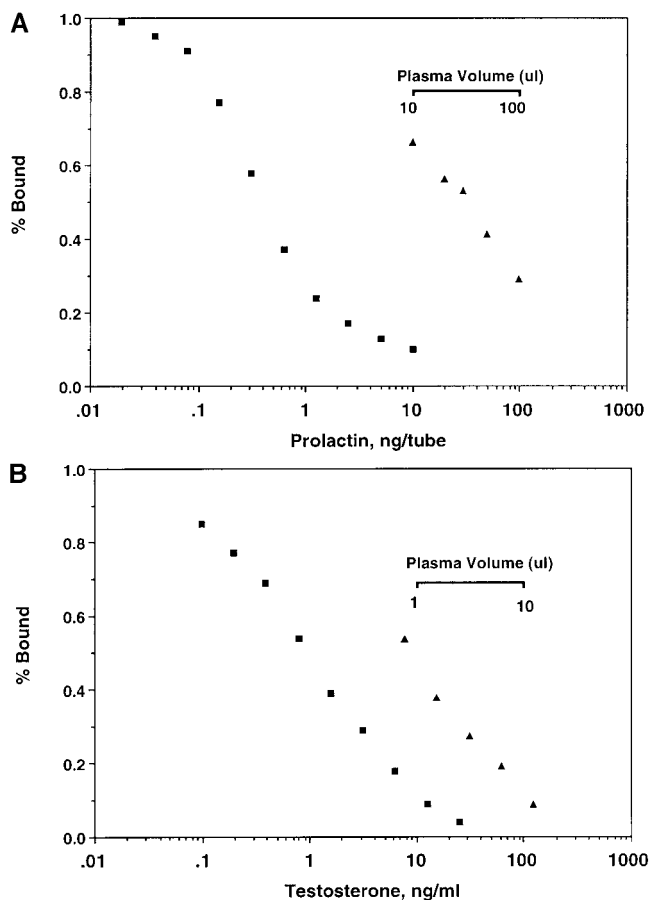 A
1.0
0.8
0.6
0.4
0.2
0.0
% Bound
Plasma Volume (ul)
10 100
.01 .1 1 10 100 1000
Prolactin, ng/tube
B
1.0
0.8
0.6
0.4
0.2
0.0
% Bound
Plasma Volume (ul)
1 10
.01 .1 1 10 100 1000
Testosterone, ng/ml